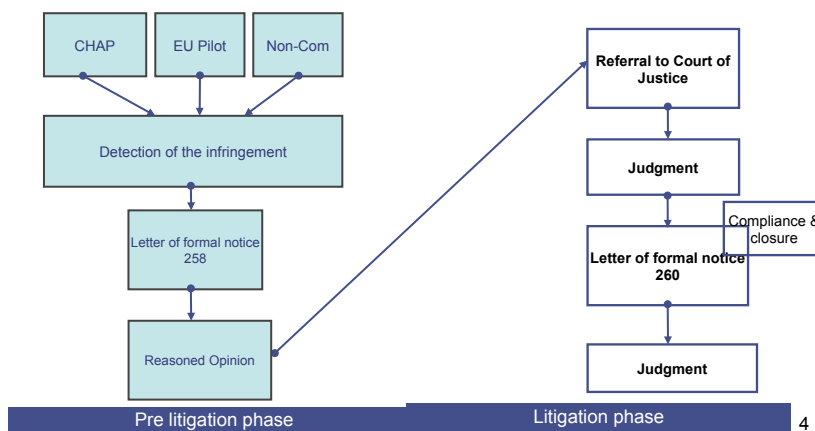 CHAP
EU Pilot
Non-Com
Detection of the infringement
Letter of formal notice
258
Reasoned Opinion
Pre litigation phase
Referral to Court of
Justice
Judgment
Compliance &
closure
Letter of formal notice
260
Judgment
Litigation phase
4